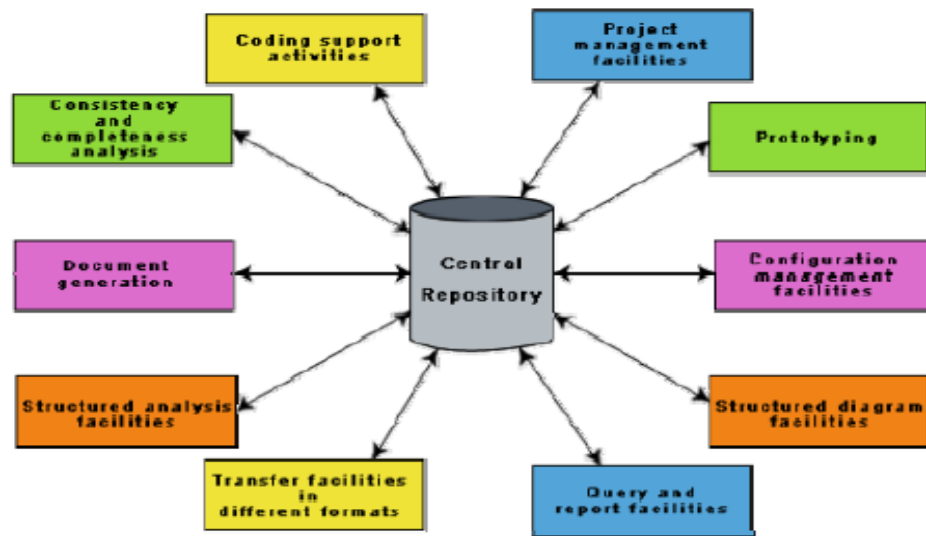 Coding support
activities
Project
management
facilities
Consistency
and
completeness
analysis
Prototyping
Central
Repository
Document
generation
Configuration
management
facilities
Structured analysis
facilities
Structured diagram
facilities
Transfer facilities
in
different formats
Query and
report facilities